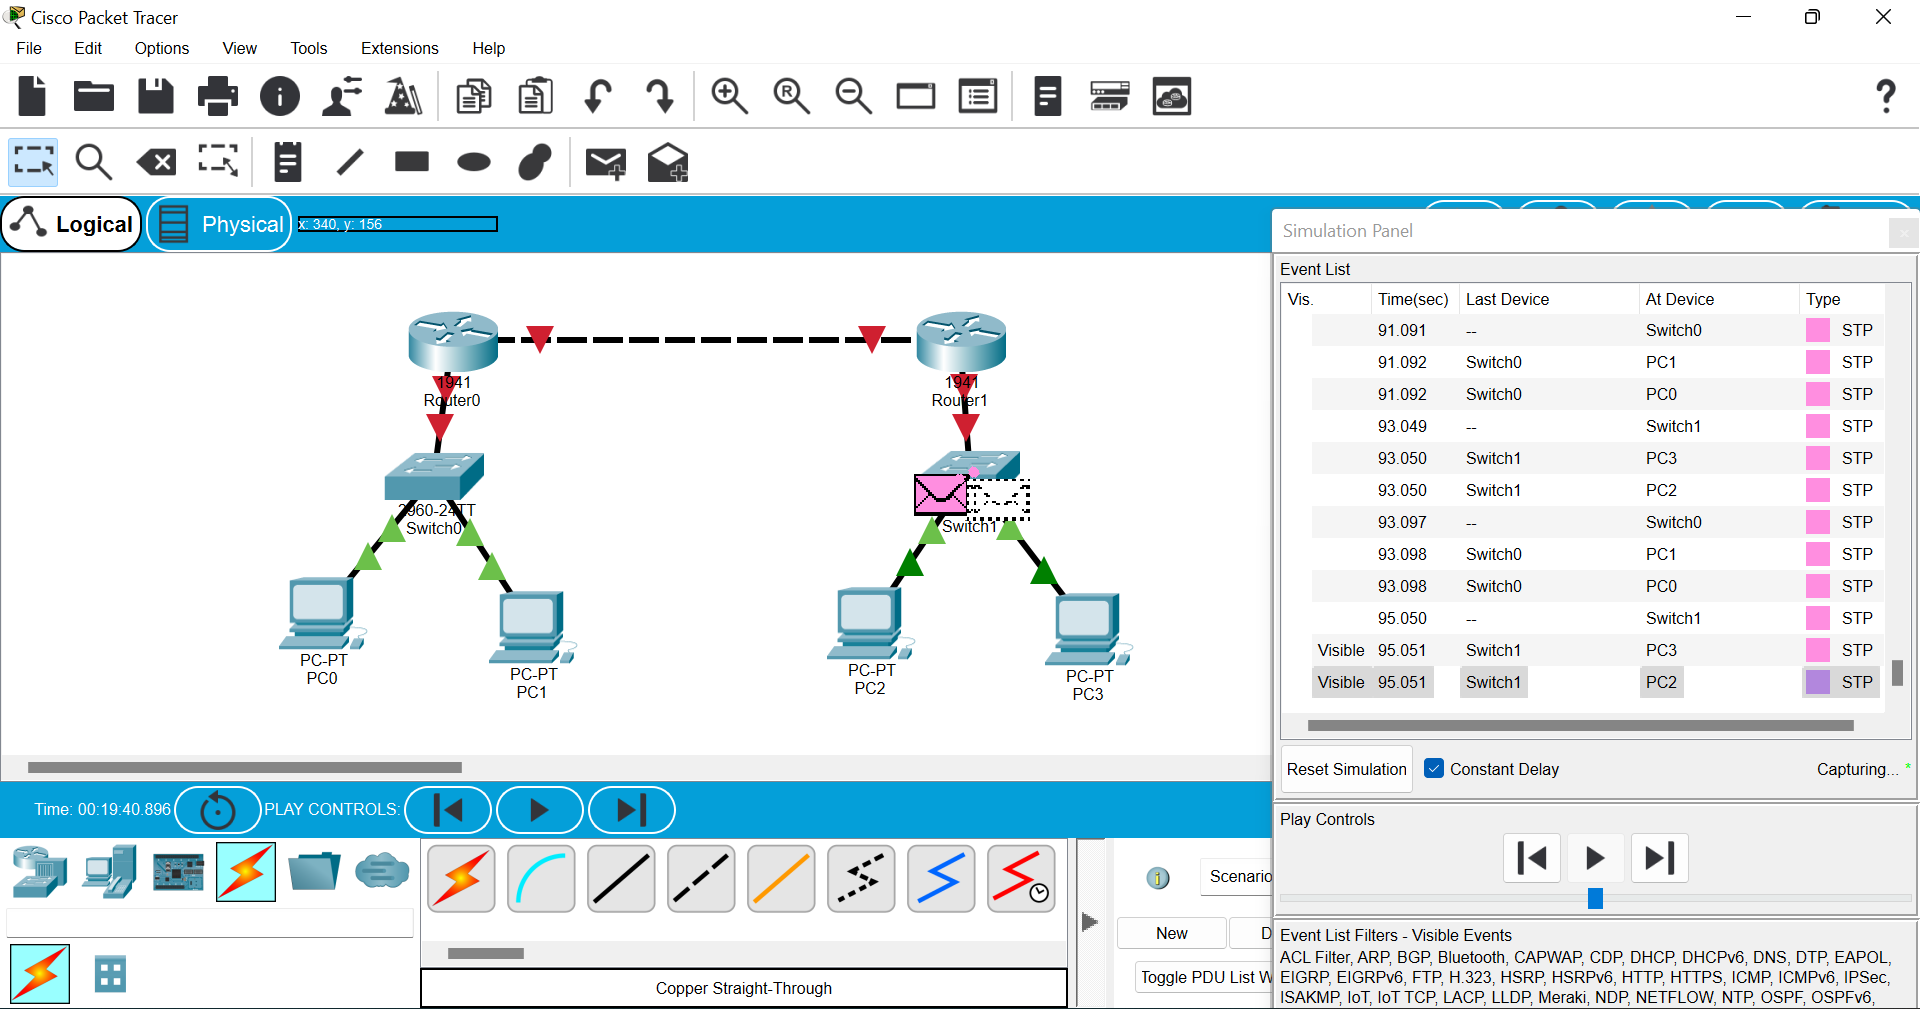 Cisco Packet Tracer
File Edit Options View Tools Extensions Help
Logical Physical x: 340, y: 156
1941
Router0
1941
Router1
2960-24TT
Switch0
Switch1
PC-PT
PC0
PC-PT
PC1
PC-PT
PC2
PC-PT
PC3
Simulation Panel
Event List
Vis. Time(sec) Last Device At Device Type
91.091 -- Switch0 STP
91.092 Switch0 PC1 STP
91.092 Switch0 PC0 STP
93.049 -- Switch1 STP
93.050 Switch1 PC3 STP
93.050 Switch1 PC2 STP
93.097 -- Switch0 STP
93.098 Switch0 PC1 STP
93.098 Switch0 PC0 STP
95.050 -- Switch1 STP
Visible 95.051 Switch1 PC3 STP
Visible 95.051 Switch1 PC2 STP
Reset Simulation Constant Delay Capturing... *
Play Controls
Event List Filters - Visible Events
ACL Filter, ARP, BGP, Bluetooth, CAPWAP, CDP, DHCP, DHCPv6, DNS, DTP, EAPOL,
EIGRP, EIGRPv6, FTP, H.323, HSRP, HSRPv6, HTTP, HTTPS, ICMP, ICMPv6, IPSec,
ISAKMP, IoT, IoT TCP, LACP, LLDP, Meraki, NDP, NETFLOW, NTP, OSPF, OSPFv6,
Time: 00:19:40.896 PLAY CONTROLS:
Scenario
New D
Toggle PDU List W
Copper Straight-Through